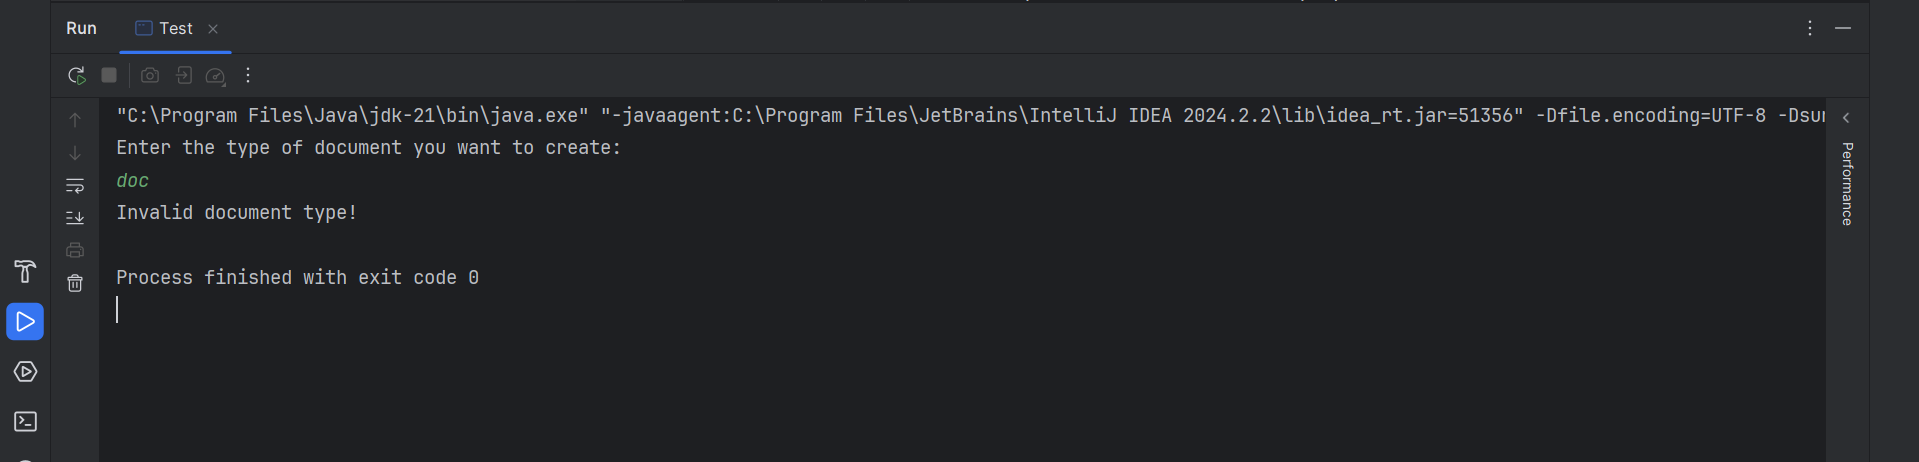 Run Test
"C:\Program Files\Java\jdk-21\bin\java.exe" "-javaagent:C:\Program Files\JetBrains\IntelliJ IDEA 2024.2.2\lib\idea_rt.jar=51356" -Dfile.encoding=UTF-8
Enter the type of document you want to create:
doc
Invalid document type!
Process finished with exit code 0
Performance